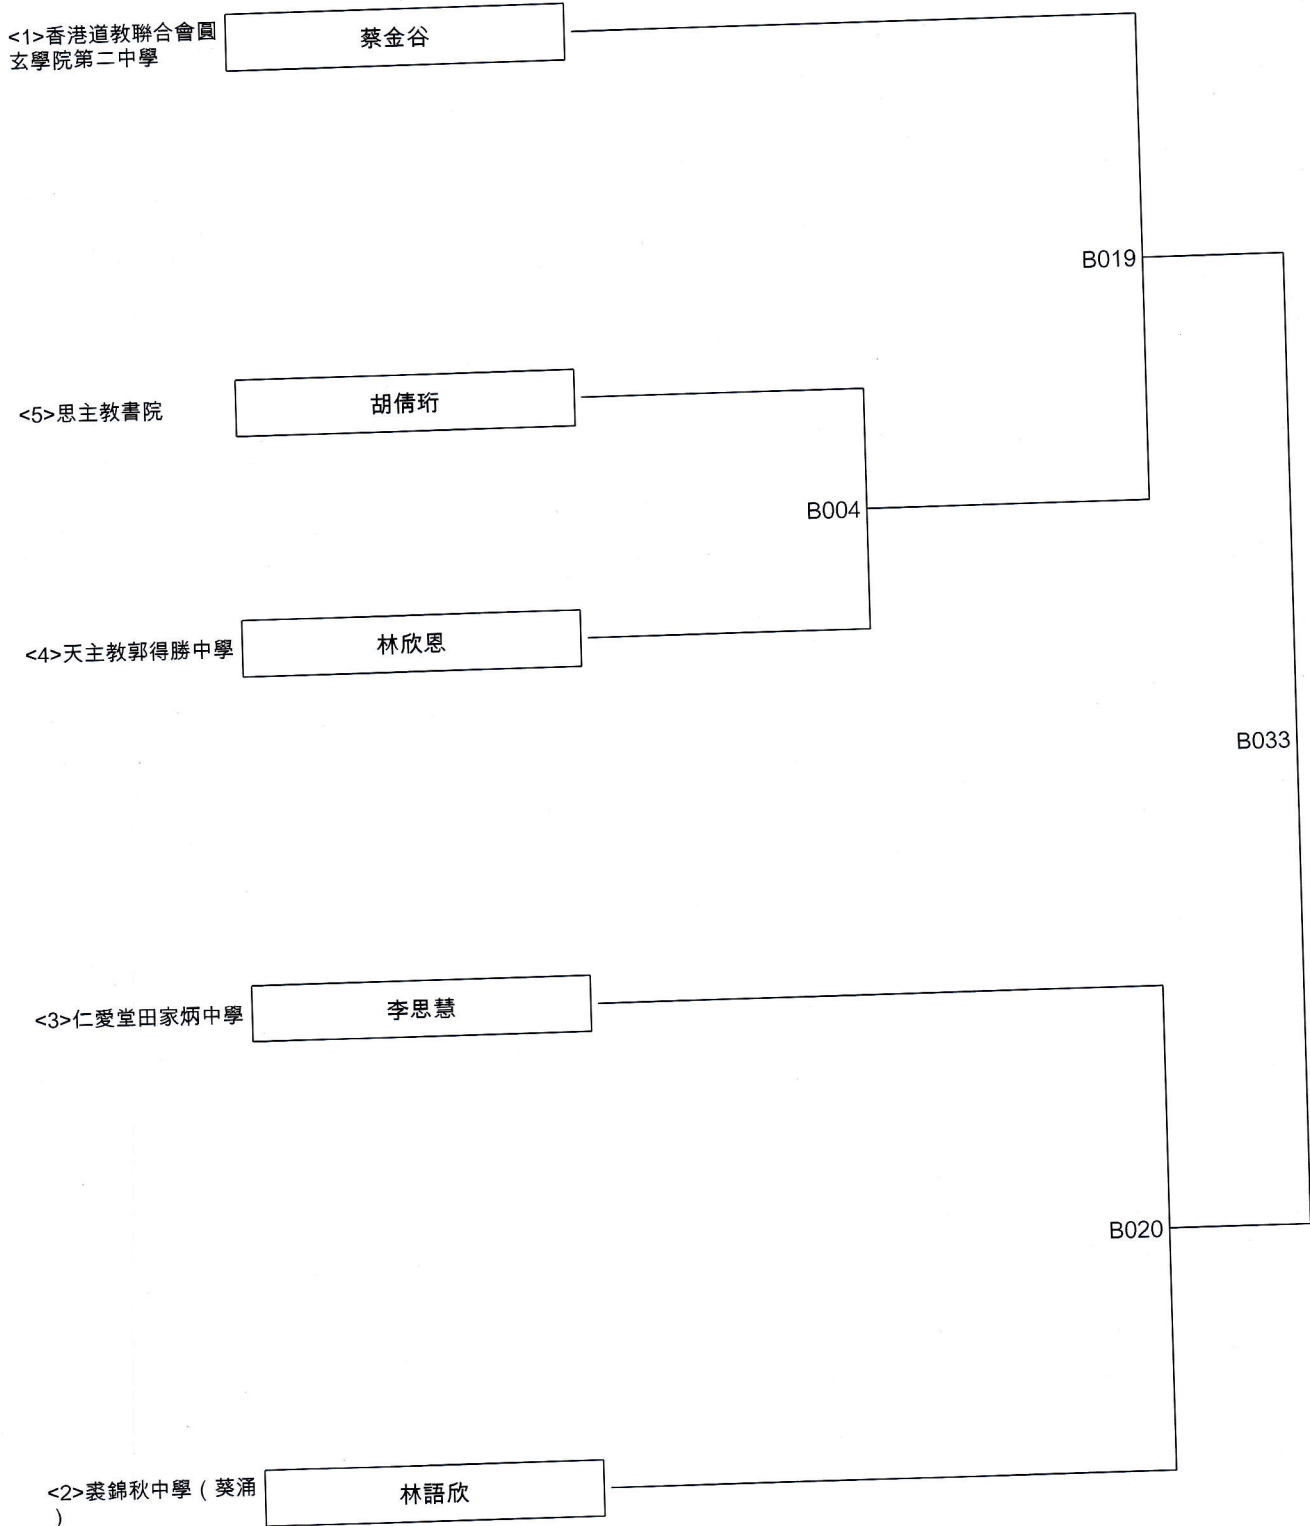 <1>香港道教聯合會圓
玄學院第二中學
蔡金谷
B019
<5>思主教書院
胡倩珩
B004
<4>天主教郭得勝中學
林欣恩
B033
<3>仁愛堂田家炳中學
李思慧
B020
<2>裘錦秋中學（葵涌
）
林語欣